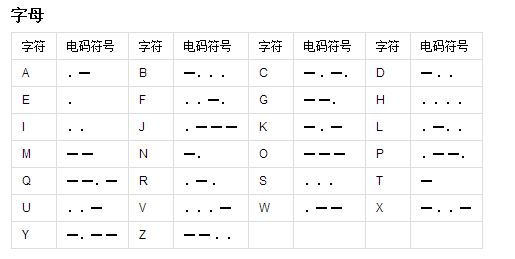 字母
字符 电码符号 字符 电码符号 字符 电码符号 字符 电码符号
A . — B — . . . C — . — . D — . .
E . F . . — . G — — . H . . . .
I . . J . — — — K — . — L . — . .
M — — N — . O — — — P . — — .
Q — — . — R . — . S . . . T —
U . . — V . . . — W . — — X — . . —
Y — . — — Z — — . .